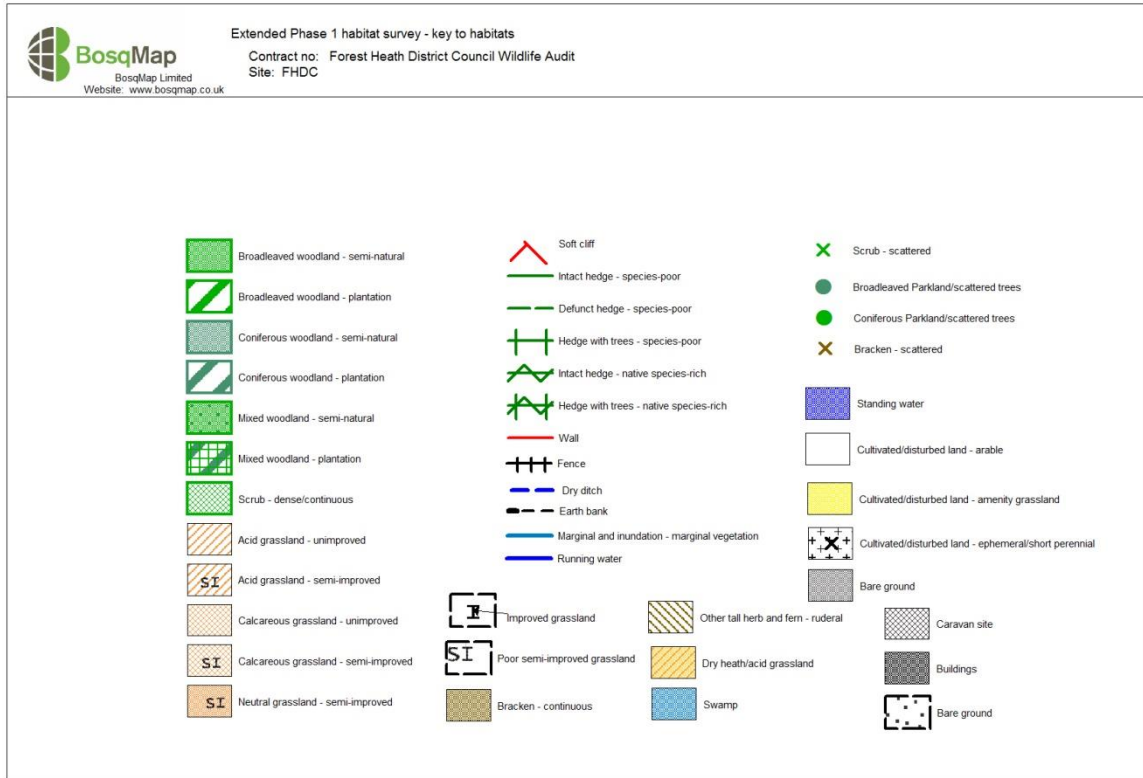 Extended Phase 1 habitat survey - key to habitats
Contract no: Forest Heath District Council Wildlife Audit
Site: FHDC
BosqMap
BosqMap Limited
Website: www.bosqmap.co.uk
Broadleaved woodland - semi-natural
Broadleaved woodland - plantation
Coniferous woodland - semi-natural
Coniferous woodland - plantation
Mixed woodland - semi-natural
Mixed woodland - plantation
Scrub - dense/continuous
Acid grassland - unimproved
SI Acid grassland - semi-improved
Calcareous grassland - unimproved
SI Calcareous grassland - semi-improved
SI Neutral grassland - semi-improved
Soft cliff
Intact hedge - species-poor
Defunct hedge - species-poor
Hedge with trees - species-poor
Intact hedge - native species-rich
Hedge with trees - native species-rich
Wall
Fence
Dry ditch
Earth bank
Marginal and inundation - marginal vegetation
Running water
I Improved grassland
SI Poor semi-improved grassland
Bracken - continuous
Other tall herb and fern - ruderal
Dry heath/acid grassland
Swamp
Scrub - scattered
Broadleaved Parkland/scattered trees
Coniferous Parkland/scattered trees
Bracken - scattered
Standing water
Cultivated/disturbed land - arable
Cultivated/disturbed land - amenity grassland
Cultivated/disturbed land - ephemeral/short perennial
Bare ground
Caravan site
Buildings
Bare ground